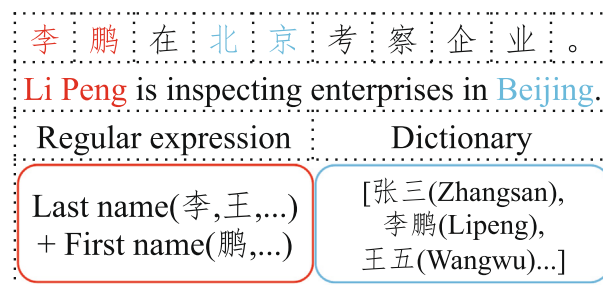 李鹏在北京考察企业。
Li Peng is inspecting enterprises in Beijing.
Regular expression
Dictionary
Last name(李,王,...)
+ First name(鹏,...)
[张三(Zhangsan),
李鹏(Lipeng),
王五(Wangwu)...]